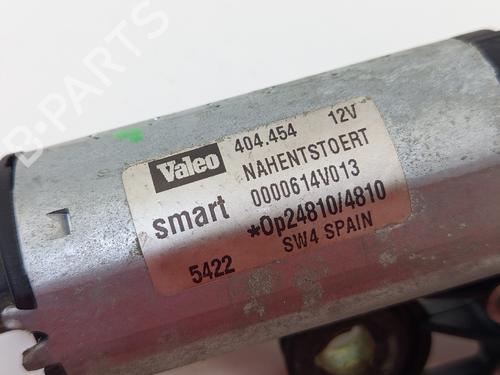 Valeo 404.454 12V
NAHENTSTOERT
smart 0000614V013
*Op24810/4810
5422 SW4 SPAIN
B-PARTS